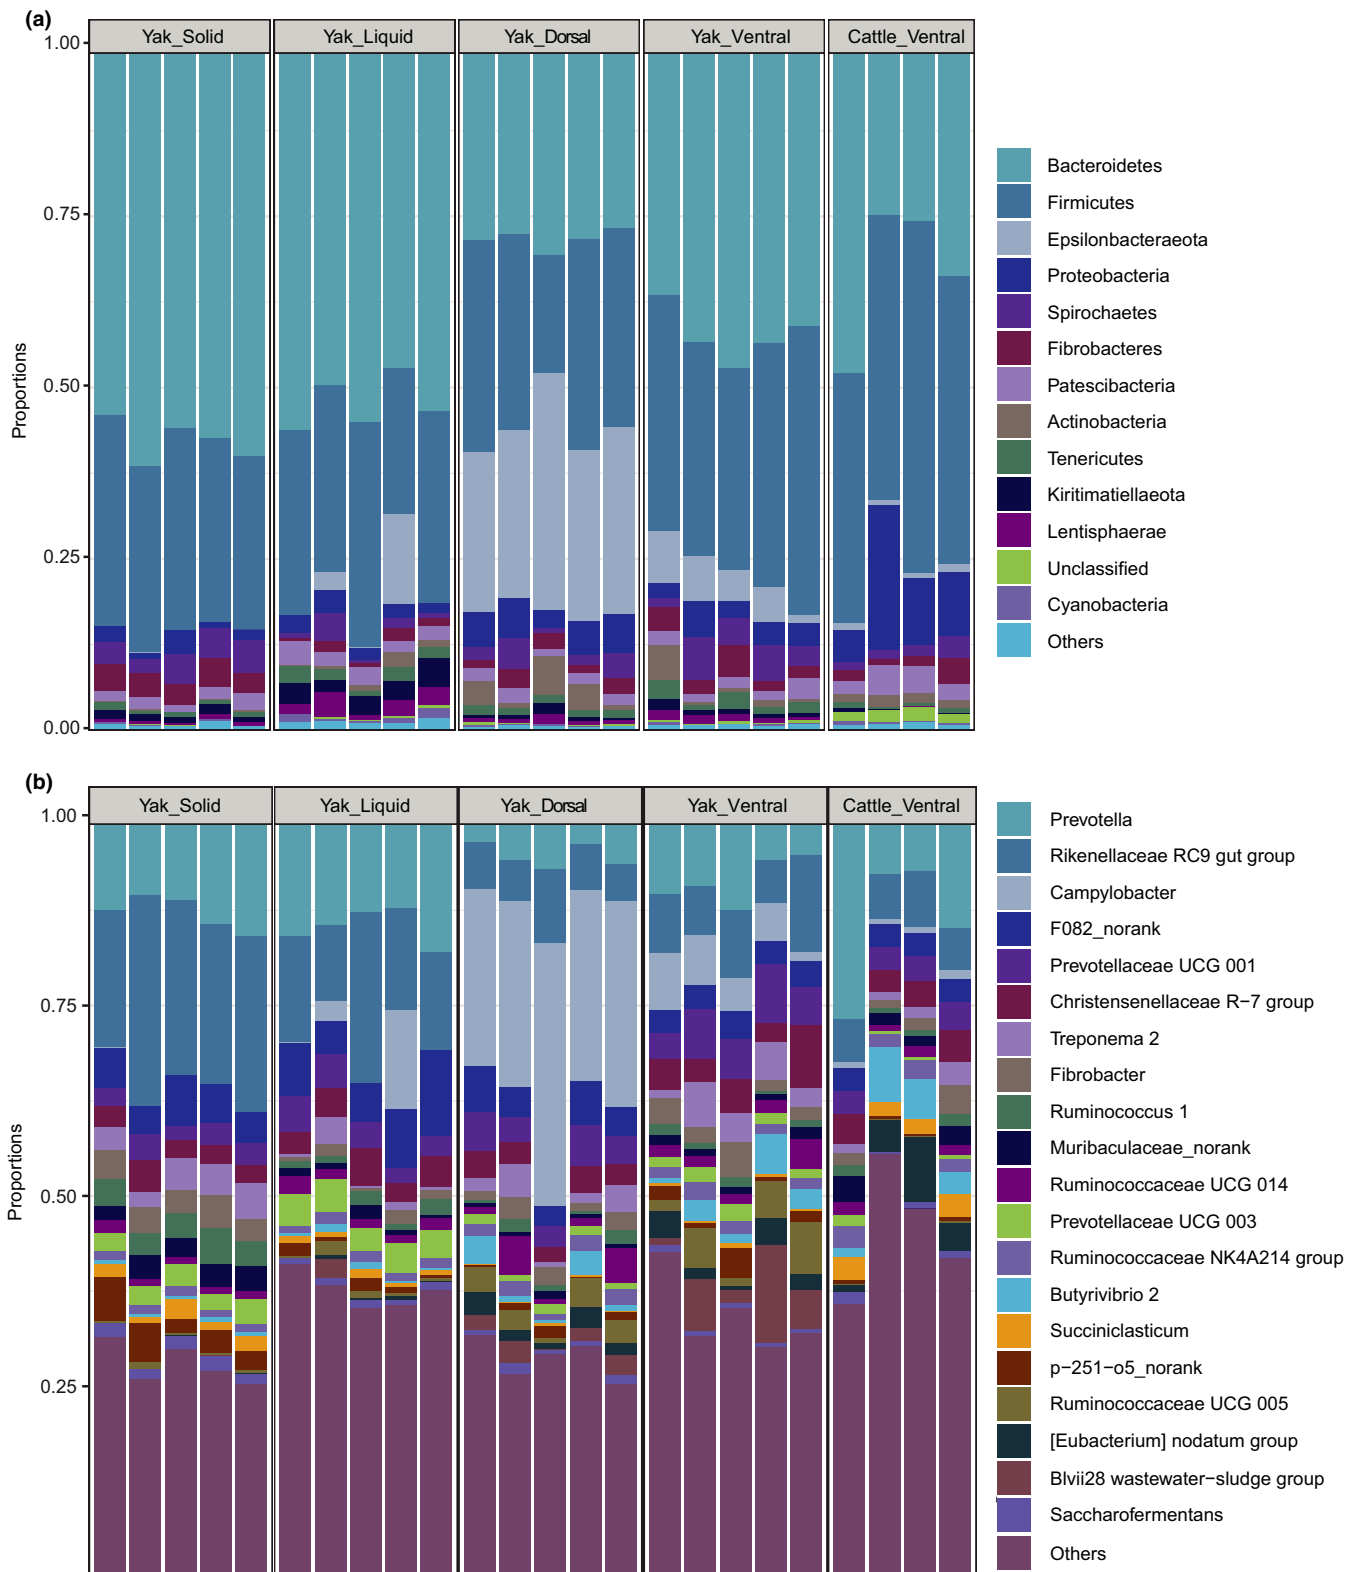 (a)
Yak_Solid
Yak_Liquid
Yak_Dorsal
Yak_Ventral
Cattle_Ventral
1.00
0.75
0.50
0.25
0.00
Proportions
Bacteroidetes
Firmicutes
Epsilonbacteraeota
Proteobacteria
Spirochaetes
Fibrobacteres
Patescibacteria
Actinobacteria
Tenericutes
Kiritimatiellaeota
Lentisphaerae
Unclassified
Cyanobacteria
Others
(b)
Yak_Solid
Yak_Liquid
Yak_Dorsal
Yak_Ventral
Cattle_Ventral
1.00
0.75
0.50
0.25
Proportions
Prevotella
Rikenellaceae RC9 gut group
Campylobacter
F082_norank
Prevotellaceae UCG 001
Christensenellaceae R−7 group
Treponema 2
Fibrobacter
Ruminococcus 1
Muribaculaceae_norank
Ruminococcaceae UCG 014
Prevotellaceae UCG 003
Ruminococcaceae NK4A214 group
Butyrivibrio 2
Succiniclasticum
p−251−o5_norank
Ruminococcaceae UCG 005
[Eubacterium] nodatum group
Blvii28 wastewater−sludge group
Saccharofermentans
Others